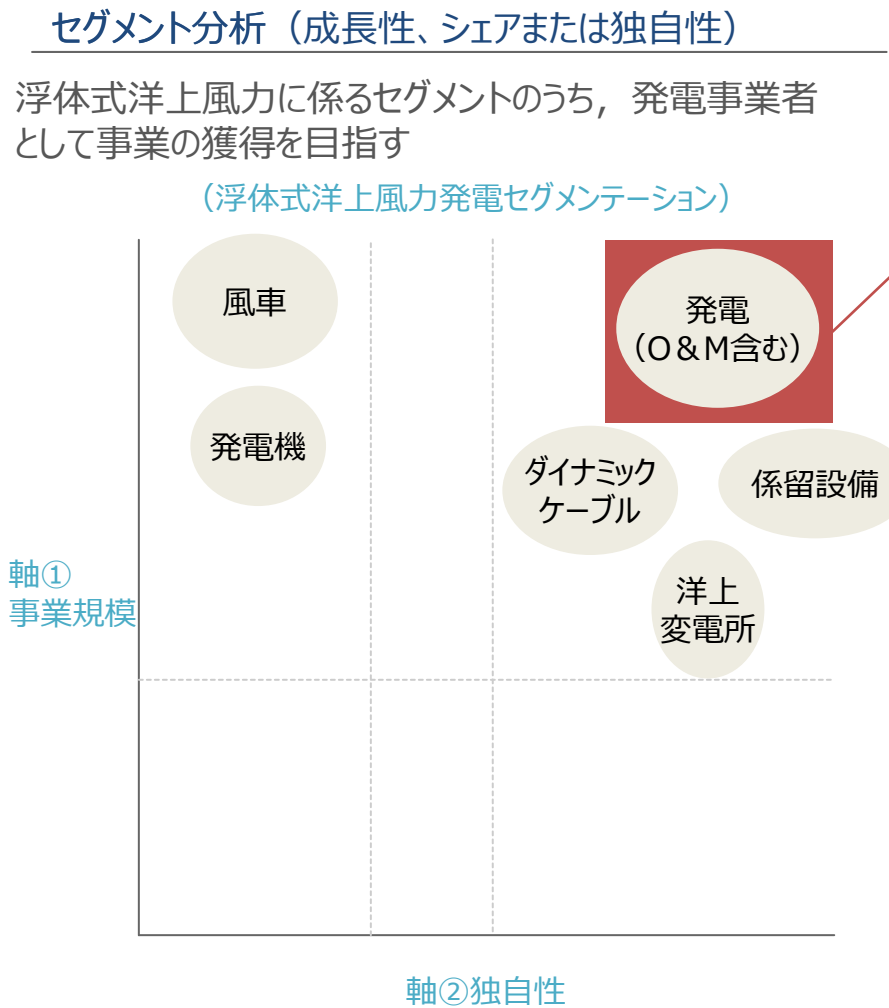 セグメント分析（成長性、シェアまたは独自性）
浮体式洋上風力に係るセグメントのうち，発電事業者
として事業の獲得を目指す
（浮体式洋上風力発電セグメンテーション）
風車
発電
（O＆M含む）
発電機
ダイナミック
ケーブル
係留設備
軸①
事業規模
洋上
変電所
軸②独自性